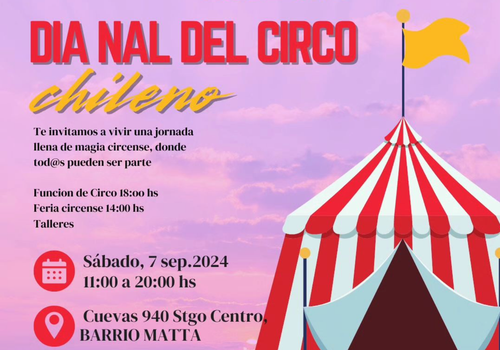 DIA NAL DEL CIRCO
chileno
Te invitamos a vivir una jornada
llena de magia circense, donde
tod@s pueden ser parte
Funcion de Circo 18:00 hs
Feria circense 14:00 hs
Talleres
Sábado, 7 sep.2024
11:00 a 20:00 hs
Cuevas 940 Stgo Centro,
BARRIO MATTA